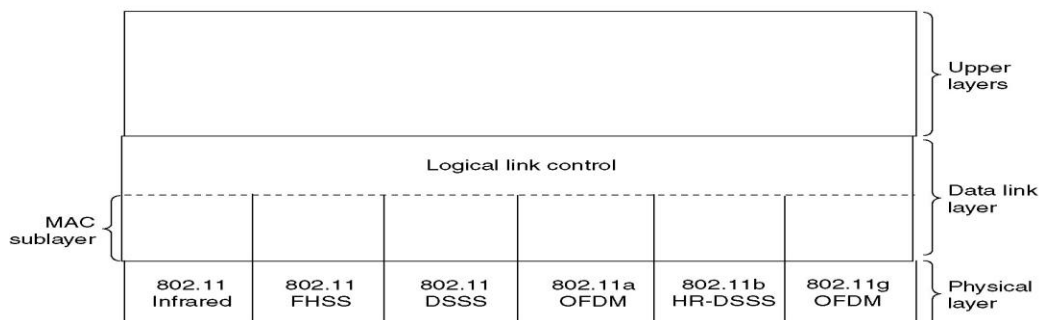 Upper
layers
Logical link control
MAC
sublayer
Data link
layer
802.11
Infrared
802.11
FHSS
802.11
DSSS
802.11a
OFDM
802.11b
HR-DSSS
802.11g
OFDM
Physical
layer